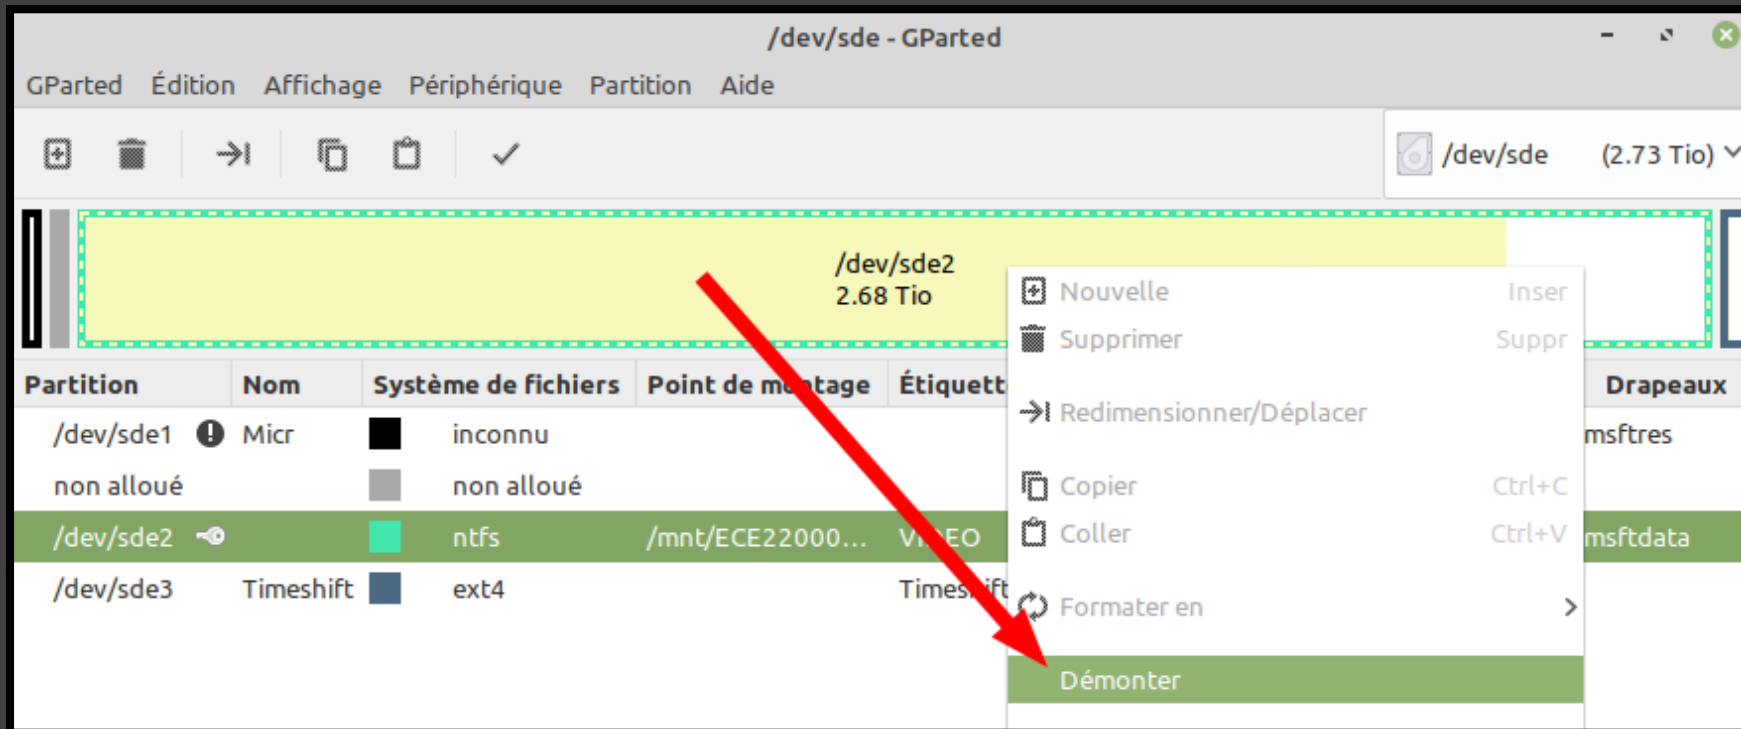 /dev/sde - GParted
GParted Édition Affichage Périphérique Partition Aide
/dev/sde (2.73 Tio)
/dev/sde2
2.68 Tio
Nouvelle Inser
Supprimer Suppr
Partition Nom Système de fichiers Point de montage Étiquett Drapeaux
Redimensionner/Déplacer
/dev/sde1 Micr inconnu msftres
non alloué non alloué
Copier Ctrl+C
/dev/sde2 ntfs /mnt/ECE22000... VIDEO msftdata
Coller Ctrl+V
/dev/sde3 Timeshift ext4 Timeshift
Formater en
Démonter